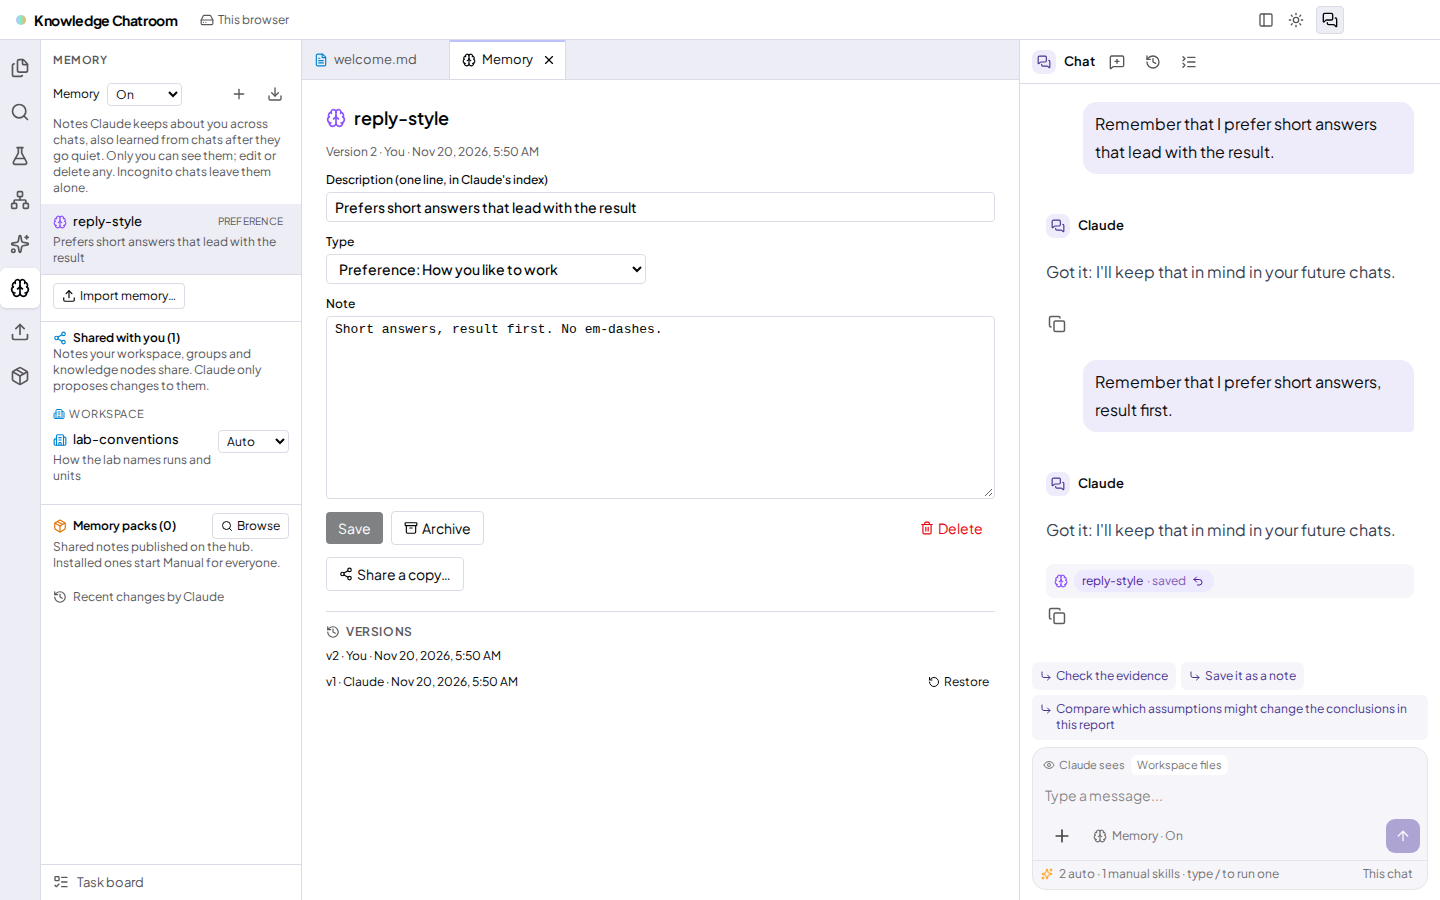 Knowledge Chatroom
This browser
MEMORY
Memory
On
Notes Claude keeps about you across
chats, also learned from chats after they
go quiet. Only you can see them; edit or
delete any. Incognito chats leave them
alone.
reply-style
PREFERENCE
Prefers short answers that lead with the
result
Import memory...
Shared with you (1)
Notes your workspace, groups and
knowledge nodes share. Claude only
proposes changes to them.
WORKSPACE
lab-conventions
Auto
How the lab names runs and
units
Memory packs (0)
Browse
Shared notes published on the hub.
Installed ones start Manual for everyone.
Recent changes by Claude
Task board
welcome.md
Memory
reply-style
Version 2 · You · Nov 20, 2026, 5:50 AM
Description (one line, in Claude's index)
Prefers short answers that lead with the result
Type
Preference: How you like to work
Note
Short answers, result first. No em-dashes.
Save
Archive
Delete
Share a copy...
VERSIONS
v2 · You · Nov 20, 2026, 5:50 AM
v1 · Claude · Nov 20, 2026, 5:50 AM
Restore
Chat
Remember that I prefer short answers
that lead with the result.
Claude
Got it: I'll keep that in mind in your future chats.
Remember that I prefer short answers,
result first.
Claude
Got it: I'll keep that in mind in your future chats.
reply-style · saved
Check the evidence
Save it as a note
Compare which assumptions might change the conclusions in
this report
Claude sees
Workspace files
Type a message...
Memory · On
2 auto · 1 manual skills · type / to run one
This chat